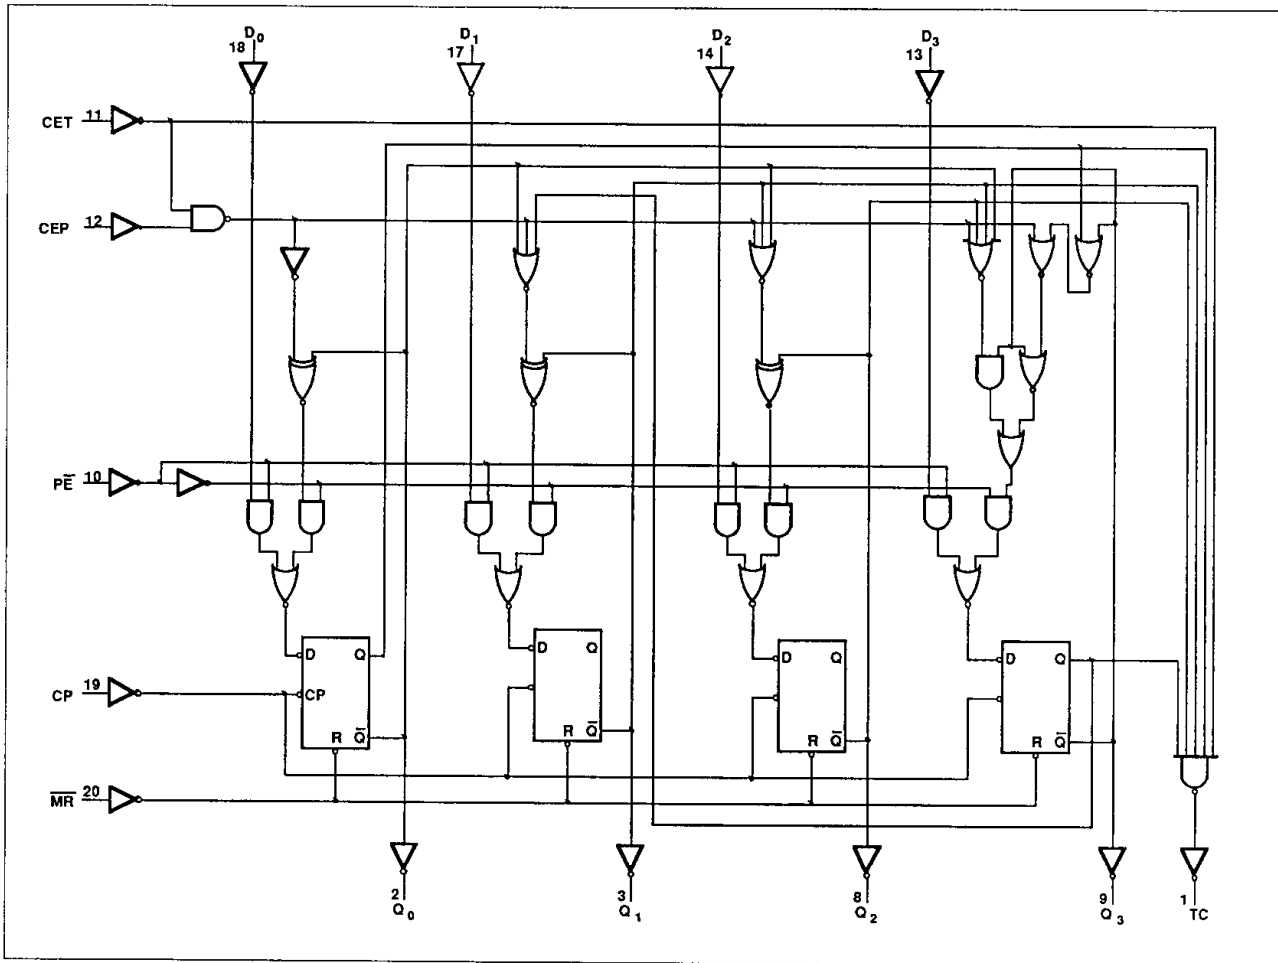 D0 D1 D2 D3
18 17 14 13
CET 11
CEP 12
PE̅ 10
D Q D Q D Q D Q
CP 19 CP
R Q̅ R Q̅ R Q̅ R Q̅
M̅R̅ 20
2 3 8 9 1
Q0 Q1 Q2 Q3 TC